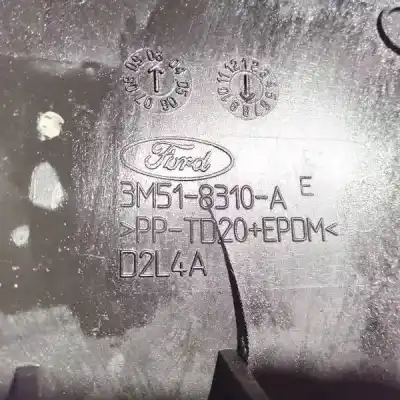 Ford
3M51-8310-A E
>PP-TD20+EPDM<
D2L4A